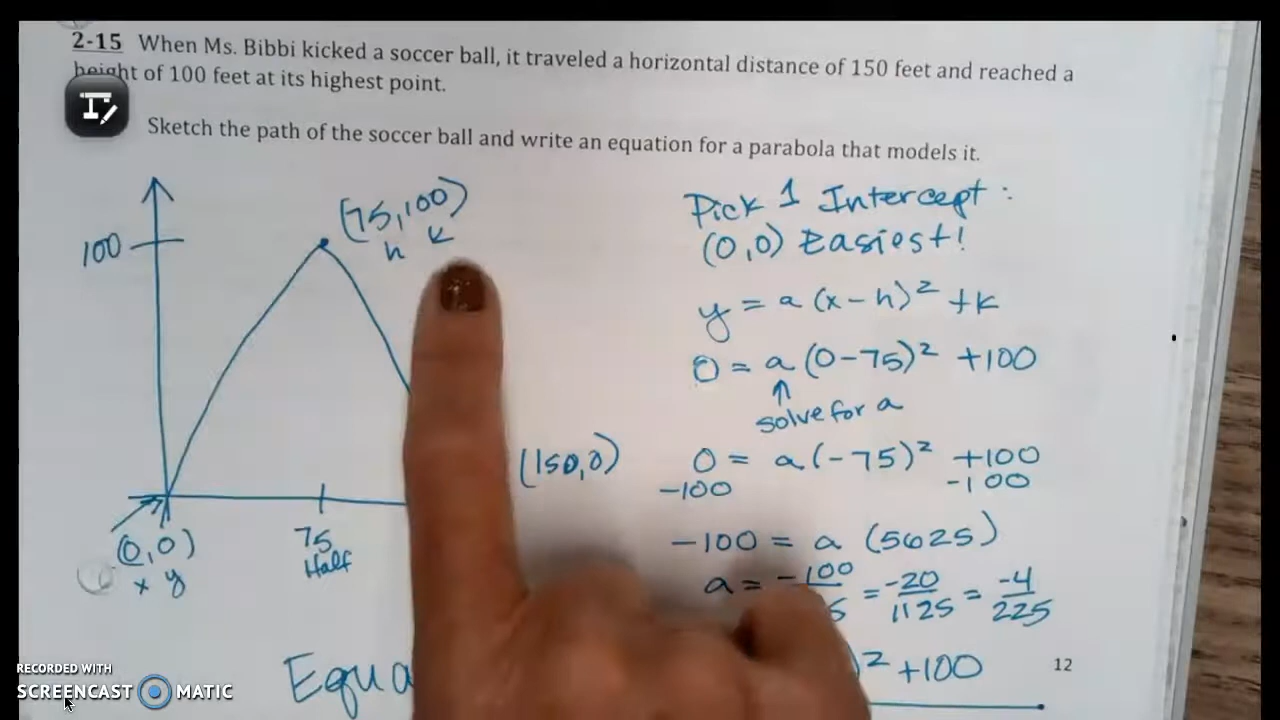 2-15 When Ms. Bibbi kicked a soccer ball, it traveled a horizontal distance of 150 feet and reached a
height of 100 feet at its highest point.
Sketch the path of the soccer ball and write an equation for a parabola that models it.
(75,100)
h k
100
(150,0)
(0,0)
x y
75
Half
Pick 1 Intercept :
(0,0) Easiest!
y = a (x-h)² +k
0 = a (0-75)² +100
↑
solve for a
0 = a(-75)² +100
-100 -100
-100 = a (5625)
a = -100 = -20/1125 = -4/225
Equa )² +100
12
RECORDED WITH
SCREENCAST MATIC